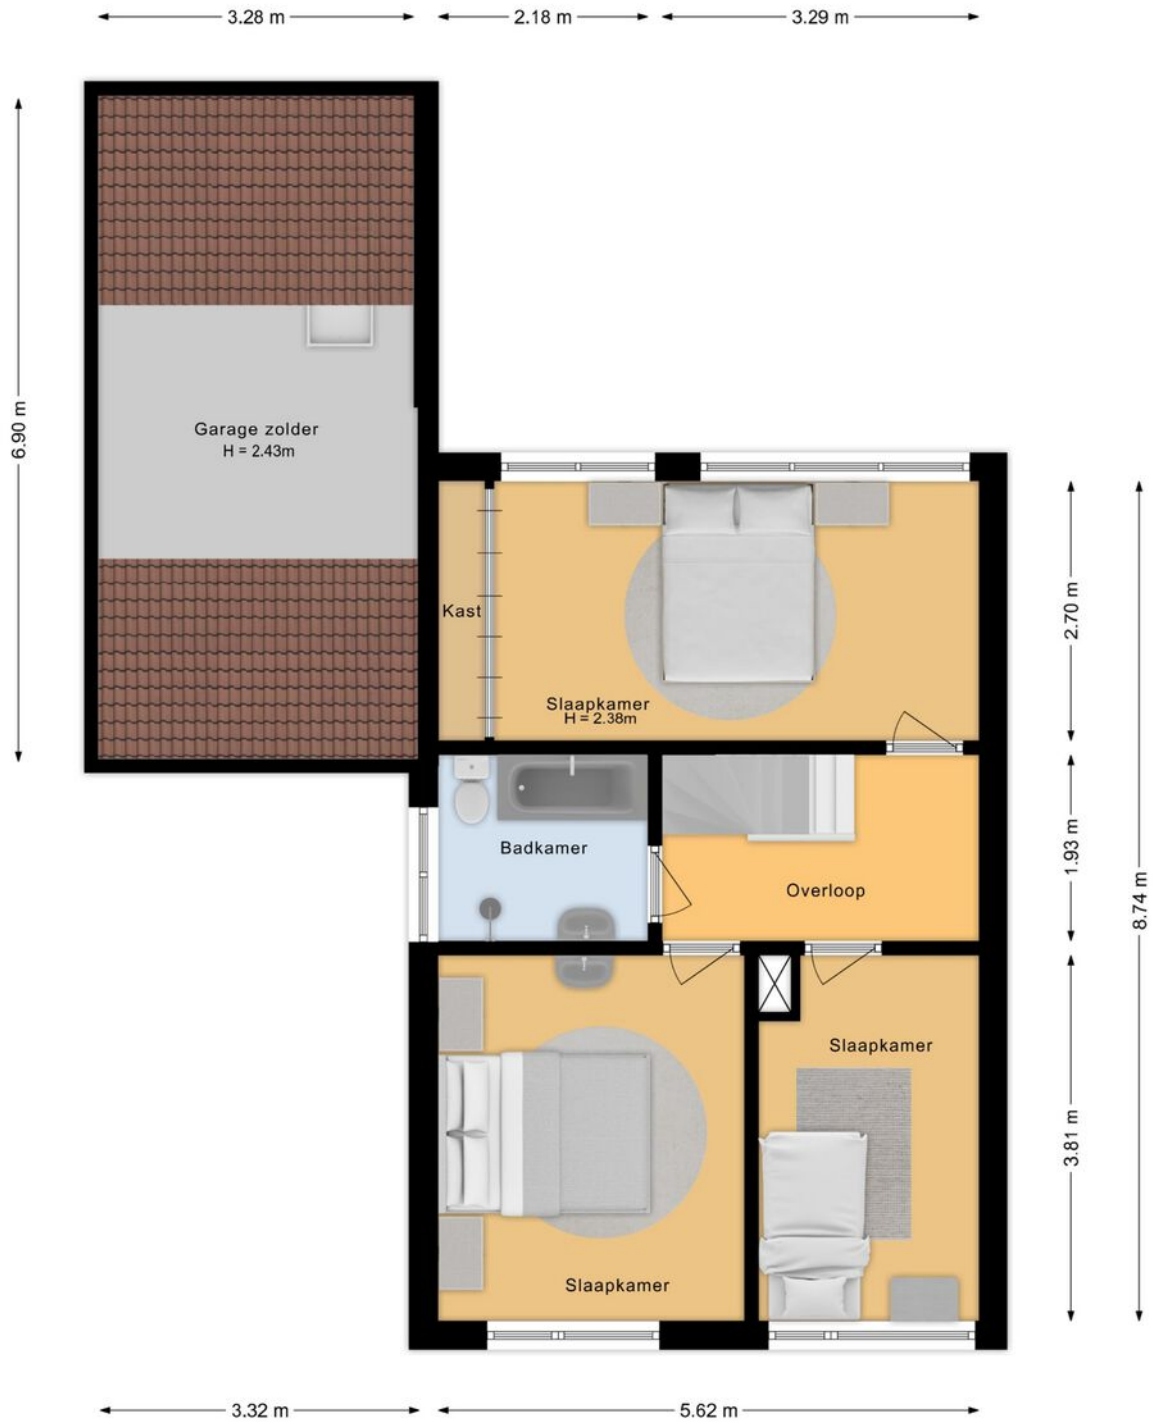 3.28 m
2.18 m
3.29 m
6.90 m
Garage zolder
H = 2.43m
Kast
Slaapkamer
H = 2.38m
2.70 m
Badkamer
Overloop
1.93 m
8.74 m
Slaapkamer
3.81 m
Slaapkamer
3.32 m
5.62 m